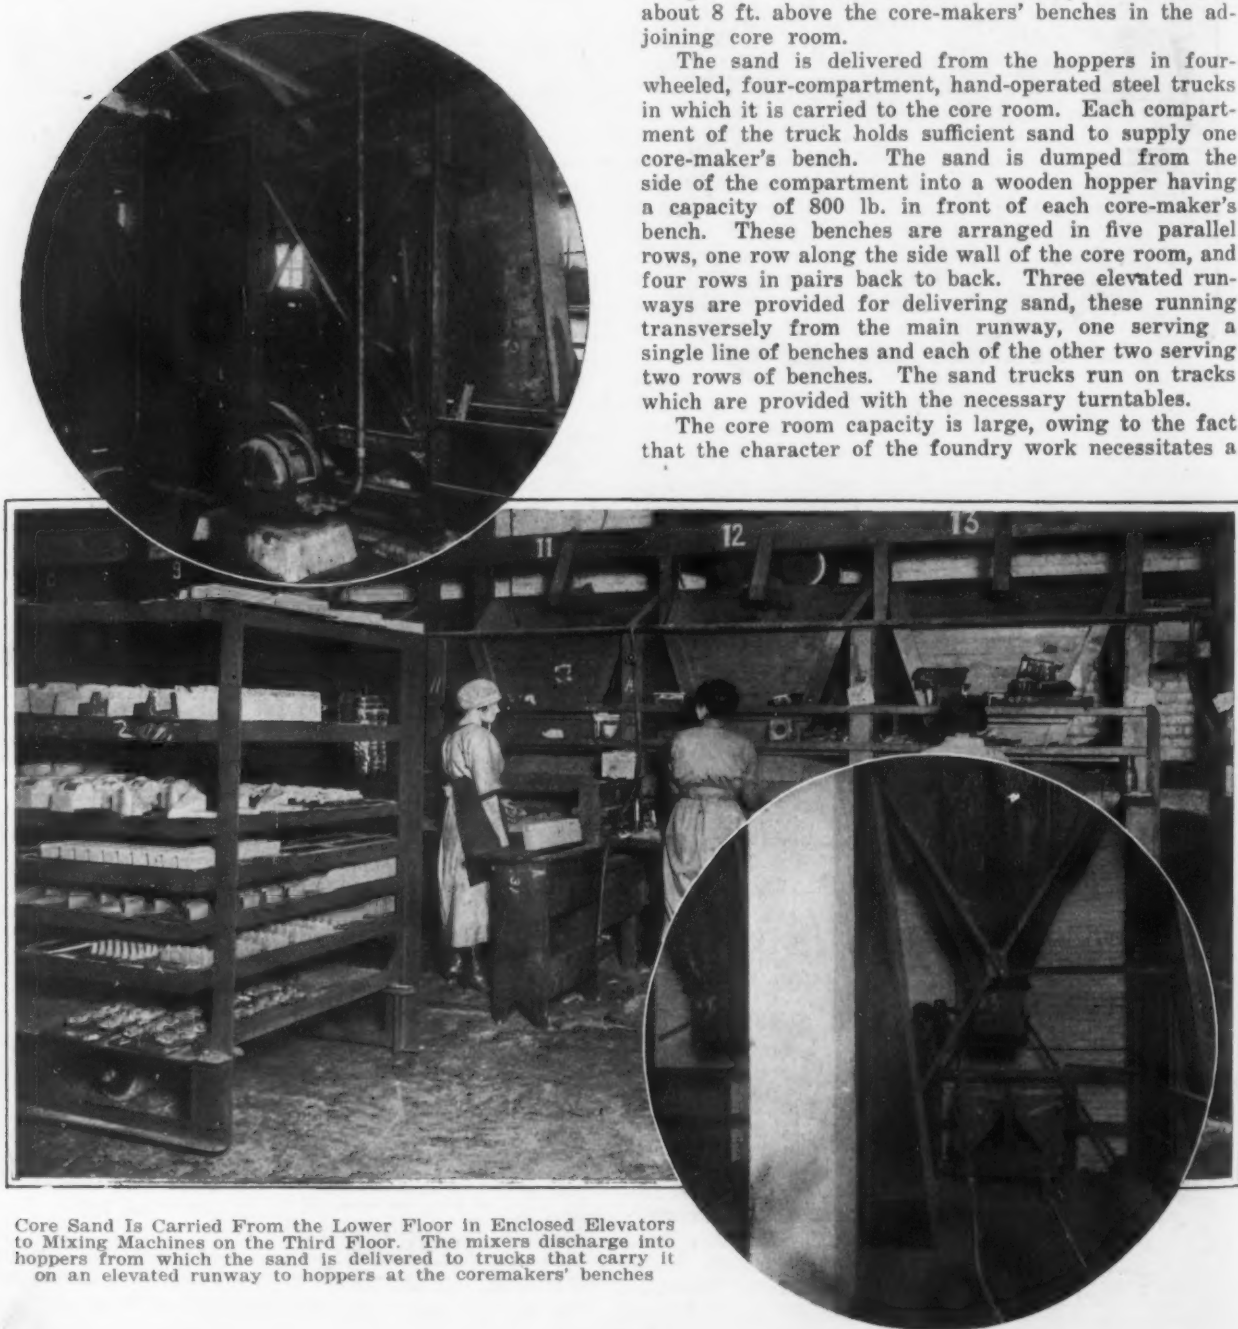 about 8 ft. above the core-makers' benches in the ad-
joining core room.
The sand is delivered from the hoppers in four-
wheeled, four-compartment, hand-operated steel trucks
in which it is carried to the core room. Each compart-
ment of the truck holds sufficient sand to supply one
core-maker's bench. The sand is dumped from the
side of the compartment into a wooden hopper having
a capacity of 800 lb. in front of each core-maker's
bench. These benches are arranged in five parallel
rows, one row along the side wall of the core room, and
four rows in pairs back to back. Three elevated run-
ways are provided for delivering sand, these running
transversely from the main runway, one serving a
single line of benches and each of the other two serving
two rows of benches. The sand trucks run on tracks
which are provided with the necessary turntables.
The core room capacity is large, owing to the fact
that the character of the foundry work necessitates a
9
11
12
13
2
Core Sand Is Carried From the Lower Floor in Enclosed Elevators
to Mixing Machines on the Third Floor. The mixers discharge into
hoppers from which the sand is delivered to trucks that carry it
on an elevated runway to hoppers at the coremakers' benches